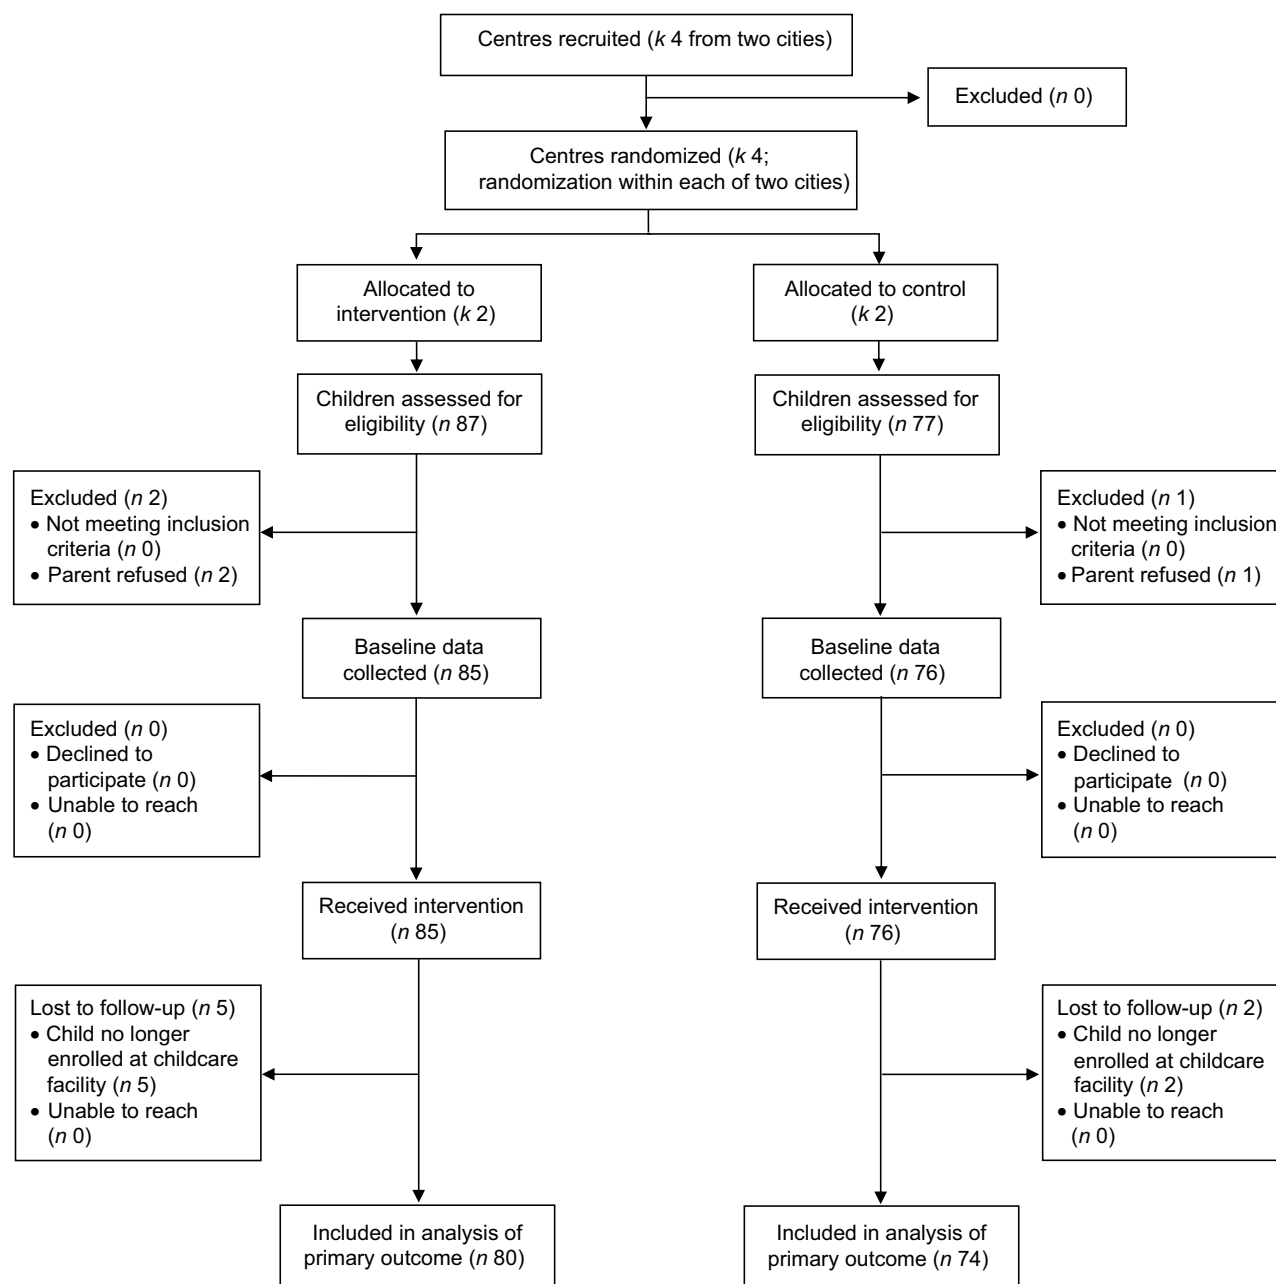 Centres recruited (k 4 from two cities)
Excluded (n 0)
Centres randomized (k 4;
randomization within each of two cities)
Allocated to
intervention (k 2)
Allocated to control
(k 2)
Children assessed for
eligibility (n 87)
Children assessed for
eligibility (n 77)
Excluded (n 2)
• Not meeting inclusion
criteria (n 0)
• Parent refused (n 2)
Excluded (n 1)
• Not meeting inclusion
criteria (n 0)
• Parent refused (n 1)
Baseline data
collected (n 85)
Baseline data
collected (n 76)
Excluded (n 0)
• Declined to
participate (n 0)
• Unable to reach
(n 0)
Excluded (n 0)
• Declined to
participate (n 0)
• Unable to reach
(n 0)
Received intervention
(n 85)
Received intervention
(n 76)
Lost to follow-up (n 5)
• Child no longer
enrolled at childcare
facility (n 5)
• Unable to reach
(n 0)
Lost to follow-up (n 2)
• Child no longer
enrolled at childcare
facility (n 2)
• Unable to reach
(n 0)
Included in analysis of
primary outcome (n 80)
Included in analysis of
primary outcome (n 74)